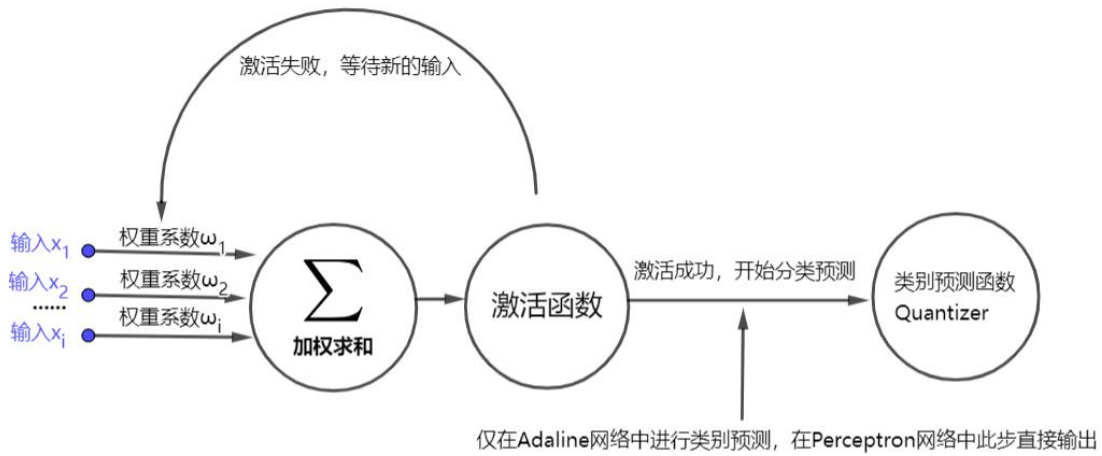 激活失败，等待新的输入
输入x1
权重系数ω1
输入x2
权重系数ω2
......
输入xi
权重系数ωi
∑
加权求和
激活函数
激活成功，开始分类预测
类别预测函数
Quantizer
仅在Adaline网络中进行类别预测，在Perceptron网络中此步直接输出